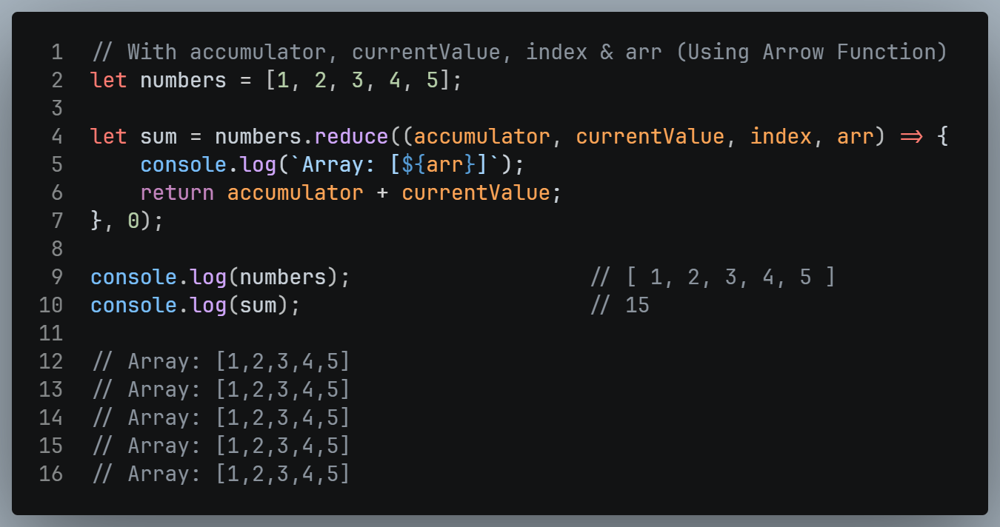 1 // With accumulator, currentValue, index & arr (Using Arrow Function)
2 let numbers = [1, 2, 3, 4, 5];
3
4 let sum = numbers.reduce((accumulator, currentValue, index, arr) => {
5     console.log(`Array: [${arr}]`);
6     return accumulator + currentValue;
7 }, 0);
8
9 console.log(numbers);                   // [ 1, 2, 3, 4, 5 ]
10 console.log(sum);                       // 15
11
12 // Array: [1,2,3,4,5]
13 // Array: [1,2,3,4,5]
14 // Array: [1,2,3,4,5]
15 // Array: [1,2,3,4,5]
16 // Array: [1,2,3,4,5]